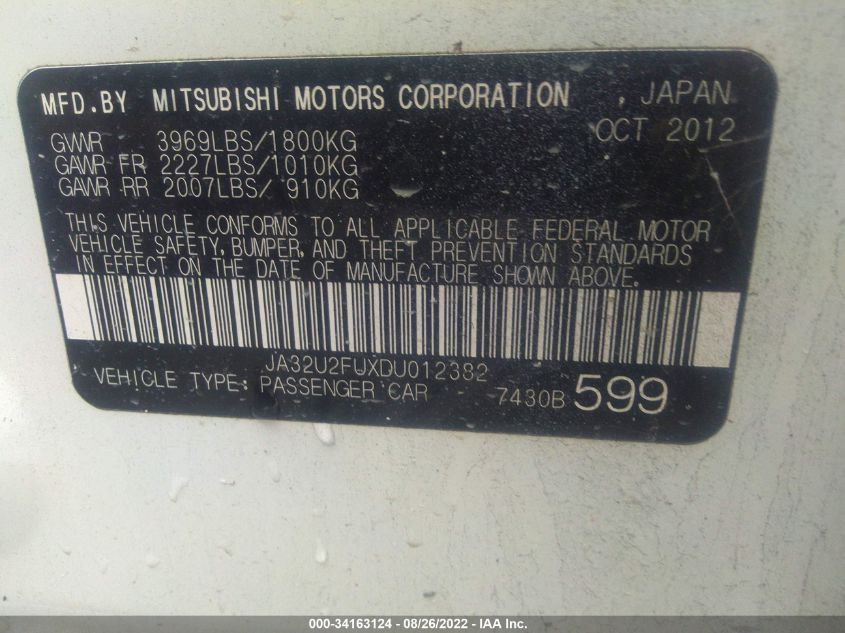 MFD.BY MITSUBISHI MOTORS CORPORATION , JAPAN
OCT 2012
GVWR 3969LBS/1800KG
GAWR FR 2227LBS/1010KG
GAWR RR 2007LBS/ 910KG
THIS VEHICLE CONFORMS TO ALL APPLICABLE FEDERAL MOTOR
VEHICLE SAFETY, BUMPER, AND THEFT PREVENTION STANDARDS
IN EFFECT ON THE DATE OF MANUFACTURE SHOWN ABOVE.
JA32U2FUXDU012382
VEHICLE TYPE: PASSENGER CAR 7430B 599
000-34163124 - 08/26/2022 - IAA Inc.